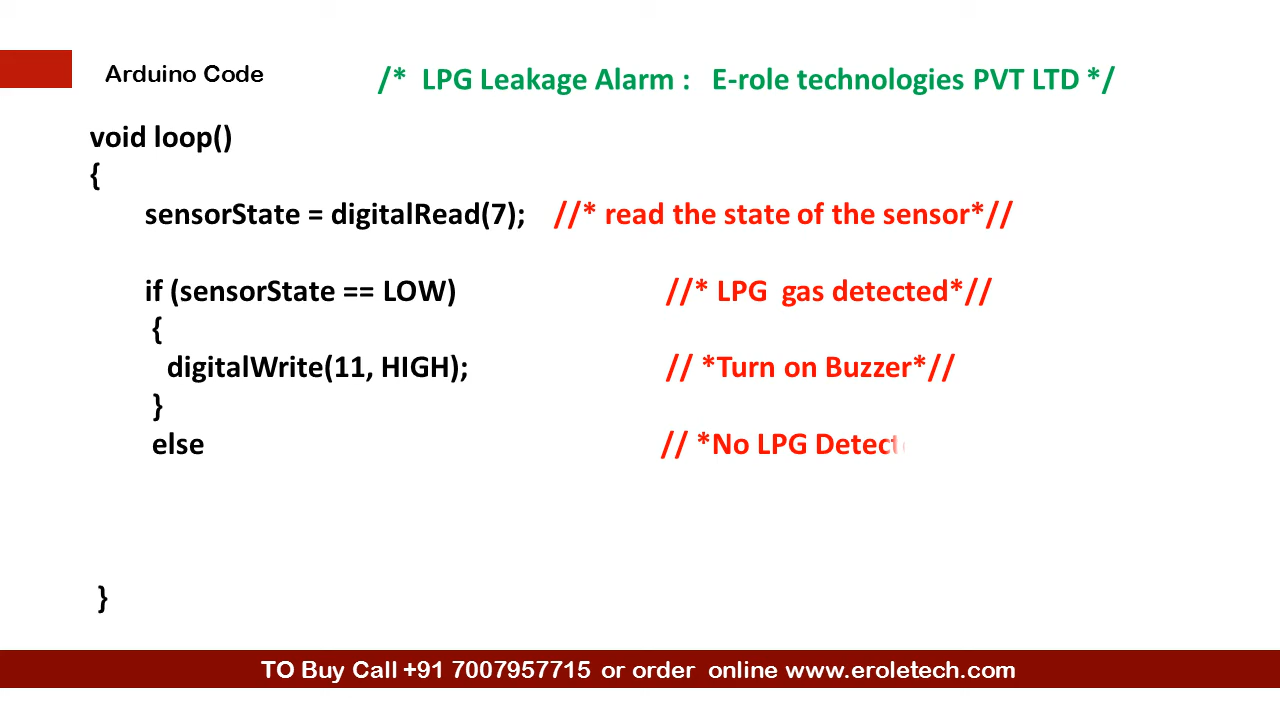 Arduino Code
/* LPG Leakage Alarm : E-role technologies PVT LTD */
void loop()
{
sensorState = digitalRead(7); //* read the state of the sensor*//
if (sensorState == LOW) //* LPG gas detected*//
{
digitalWrite(11, HIGH); // *Turn on Buzzer*//
}
else // *No LPG
}
TO Buy Call +91 7007957715 or order online www.eroletech.com